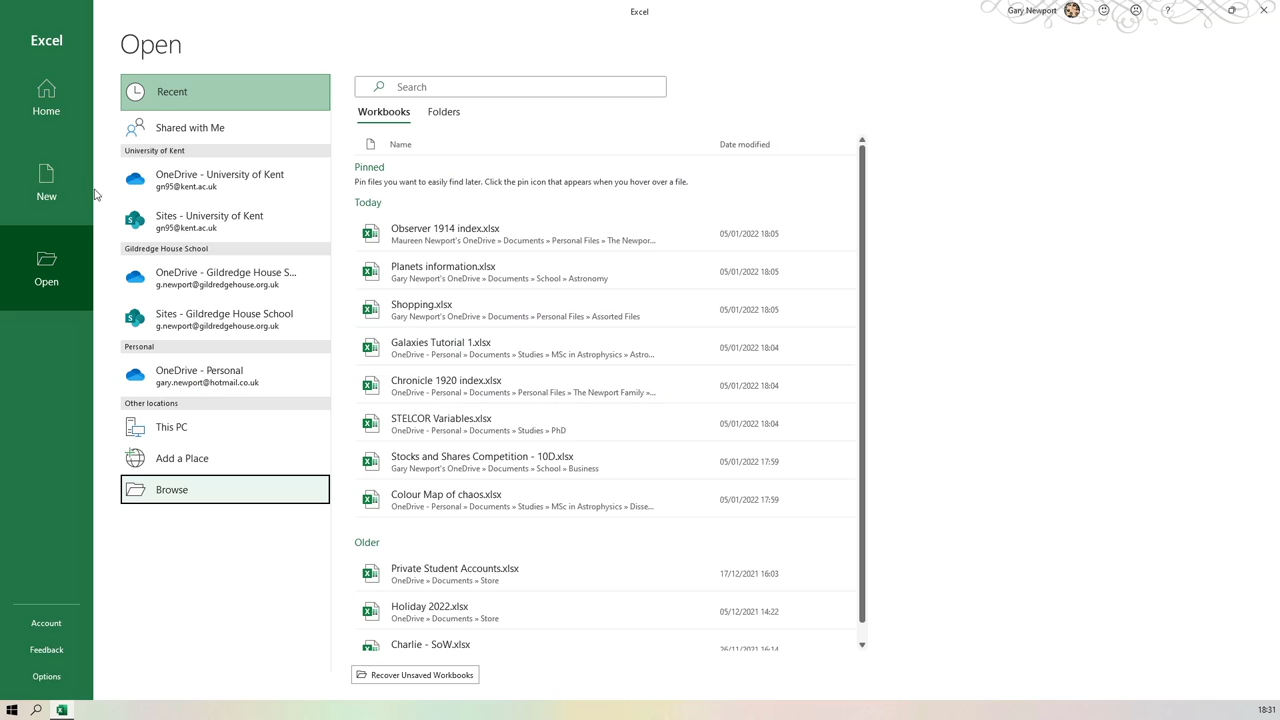 Excel
Gary Newport
?
Excel
Home
New
Open
Account
Feedback
Options
Open
Recent
Shared with Me
University of Kent
OneDrive - University of Kent
gn95@kent.ac.uk
Sites - University of Kent
gn95@kent.ac.uk
Gildredge House School
OneDrive - Gildredge House S...
g.newport@gildredgehouse.org.uk
Sites - Gildredge House School
g.newport@gildredgehouse.org.uk
Personal
OneDrive - Personal
gary.newport@hotmail.co.uk
Other locations
This PC
Add a Place
Browse
Search
Workbooks Folders
Name Date modified
Pinned
Pin files you want to easily find later. Click the pin icon that appears when you hover over a file.
Today
Observer 1914 index.xlsx
Maureen Newport's OneDrive » Documents » Personal Files » The Newpor...
05/01/2022 18:05
Planets information.xlsx
Gary Newport's OneDrive » Documents » School » Astronomy
05/01/2022 18:05
Shopping.xlsx
Gary Newport's OneDrive » Documents » Personal Files » Assorted Files
05/01/2022 18:05
Galaxies Tutorial 1.xlsx
OneDrive - Personal » Documents » Studies » MSc in Astrophysics » Astro...
05/01/2022 18:04
Chronicle 1920 index.xlsx
OneDrive - Personal » Documents » Personal Files » The Newport Family »...
05/01/2022 18:04
STELCOR Variables.xlsx
OneDrive - Personal » Documents » Studies » PhD
05/01/2022 18:04
Stocks and Shares Competition - 10D.xlsx
Gary Newport's OneDrive » Documents » School » Business
05/01/2022 17:59
Colour Map of chaos.xlsx
OneDrive - Personal » Documents » Studies » MSc in Astrophysics » Disse...
05/01/2022 17:59
Older
Private Student Accounts.xlsx
OneDrive » Documents » Store
17/12/2021 16:03
Holiday 2022.xlsx
OneDrive » Documents » Store
05/12/2021 14:22
Charlie - SoW.xlsx
26/11/2021 16:14
Recover Unsaved Workbooks
18:31